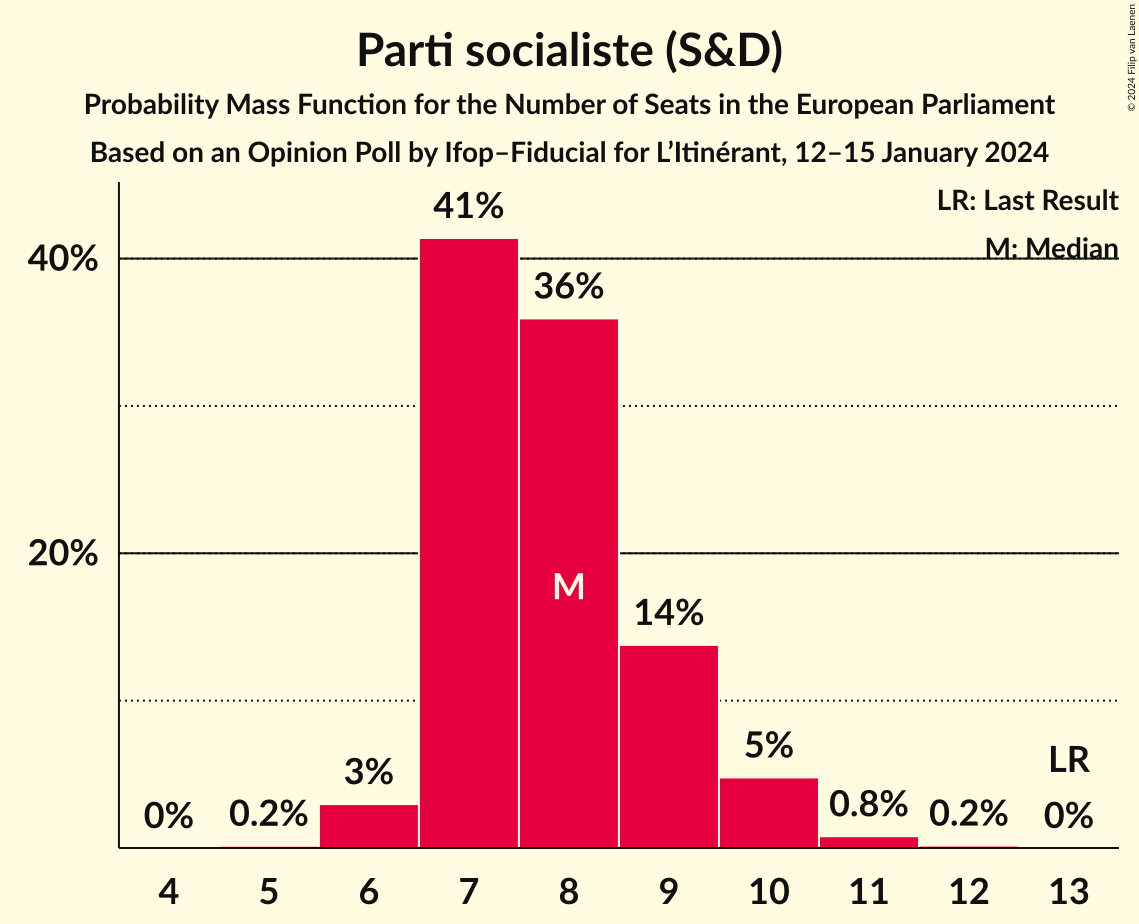 Parti socialiste (S&D)
Probability Mass Function for the Number of Seats in the European Parliament
Based on an Opinion Poll by Ifop–Fiducial for L’Itinérant, 12–15 January 2024
© 2024 Filip van Laenen
LR: Last Result
M: Median
40%
20%
41%
36%
M
14%
5%
3%
LR
0%
0.2%
0.8%
0.2%
0%
4 5 6 7 8 9 10 11 12 13